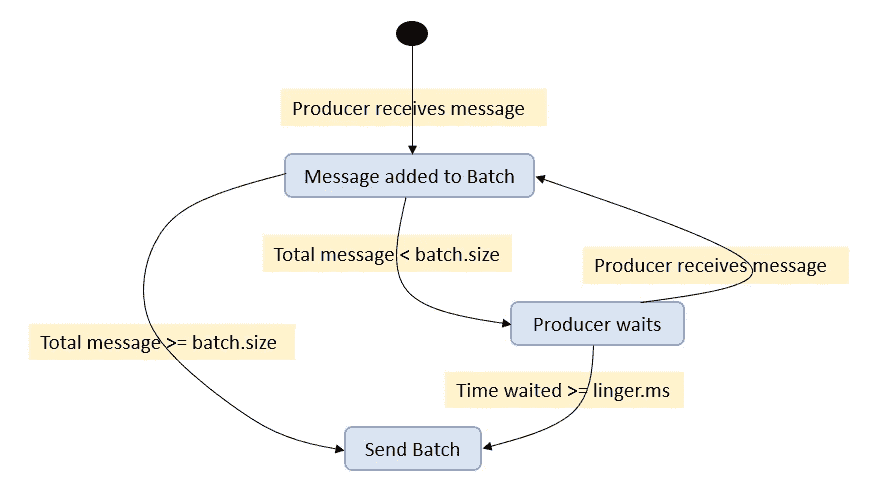 Producer receives message
Message added to Batch
Total message < batch.size
Producer receives message
Producer waits
Total message >= batch.size
Time waited >= linger.ms
Send Batch